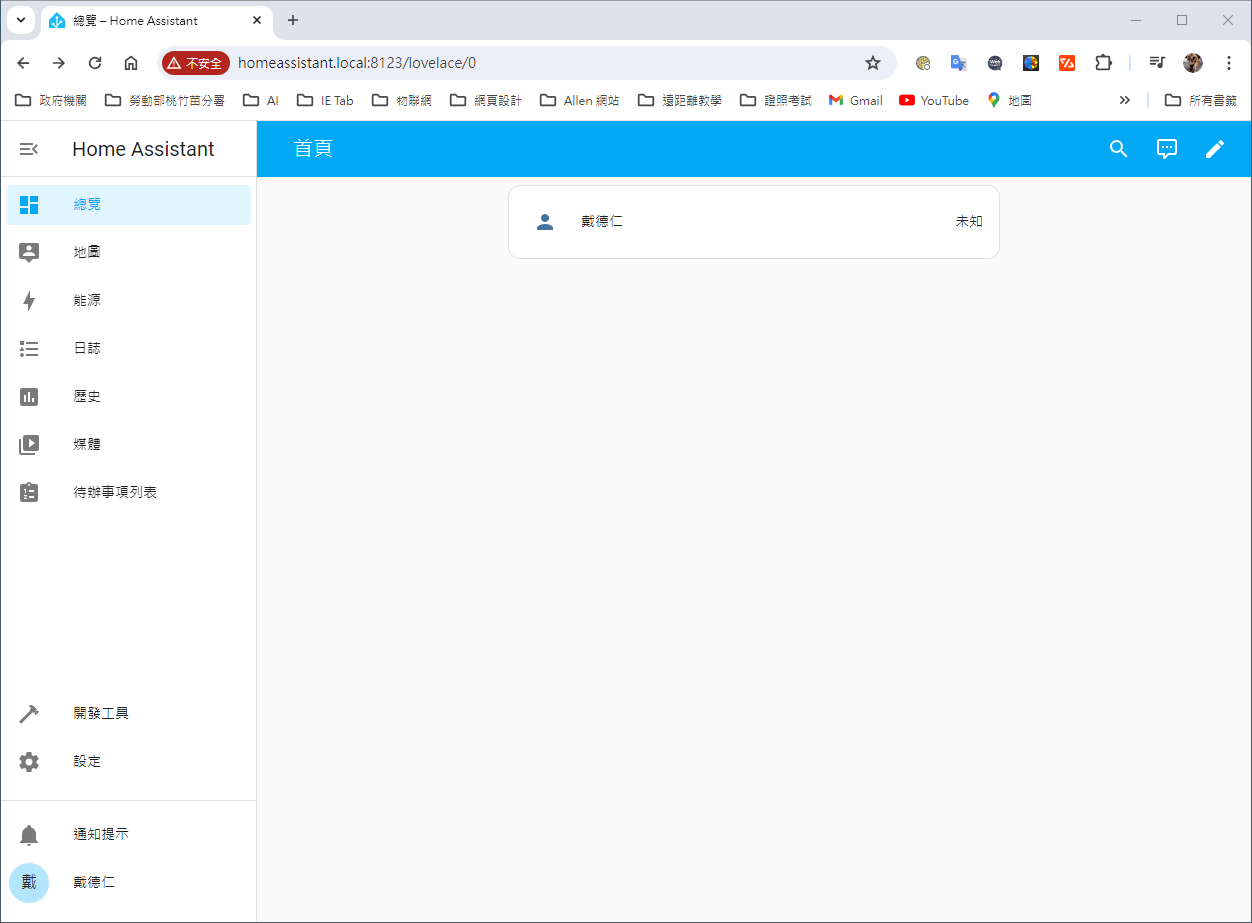 總覽 – Home Assistant
不安全
homeassistant.local:8123/lovelace/0
政府機關
勞動部桃竹苗分署
AI
IE Tab
物聯網
網頁設計
Allen 網站
遠距離教學
證照考試
Gmail
YouTube
地圖
所有書籤
Home Assistant
首頁
總覽
地圖
能源
日誌
歷史
媒體
待辦事項列表
開發工具
設定
通知提示
戴
戴德仁
戴德仁
未知